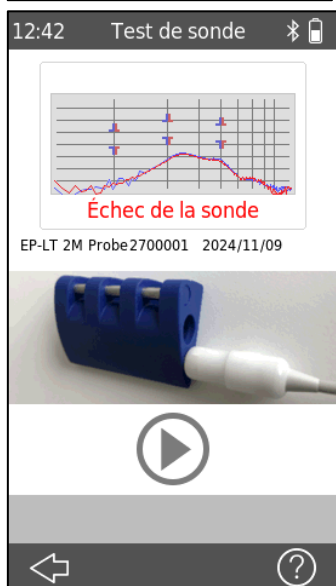 12:42 Test de sonde
Échec de la sonde
EP-LT 2M Probe2700001 2024/11/09
?